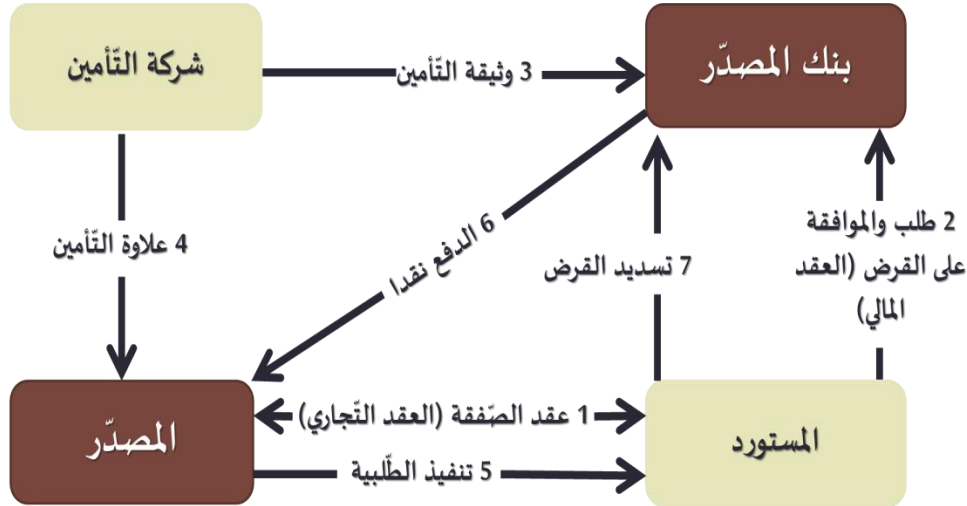 بنك المصدّر
شركة التّأمين
3 وثيقة التّأمين
2 طلب والموافقة
على القرض (العقد
المالي)
6 الدفع نقدا
4 علاوة التّأمين
7 تسديد القرض
1 عقد الصّفقة (العقد التّجاري)
المصدّر
المستورد
5 تنفيذ الطّلبية